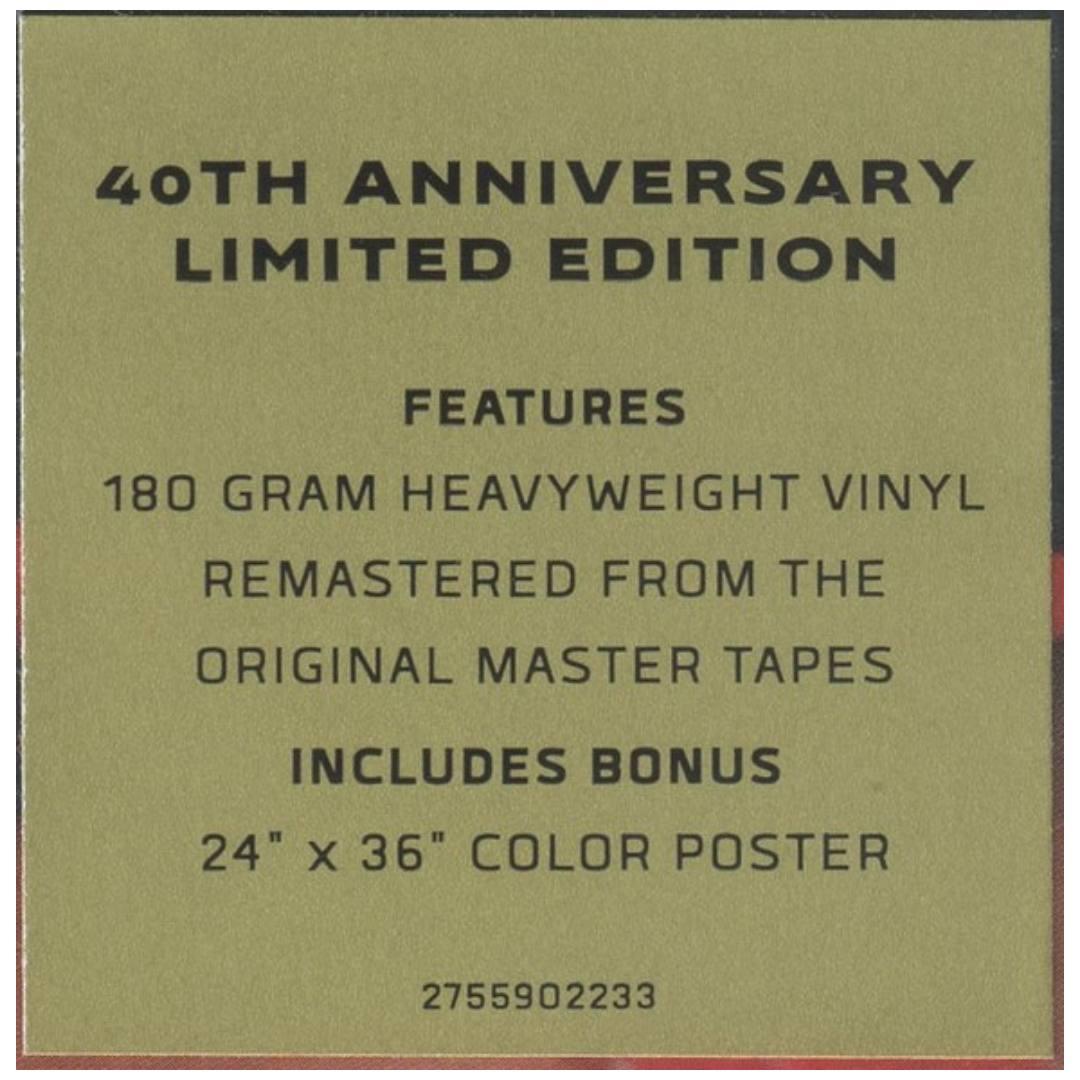 40TH ANNIVERSARY
LIMITED EDITION
FEATURES
180 GRAM HEAVYWEIGHT VINYL
REMASTERED FROM THE
ORIGINAL MASTER TAPES
INCLUDES BONUS
24" x 36" COLOR POSTER
2755902233